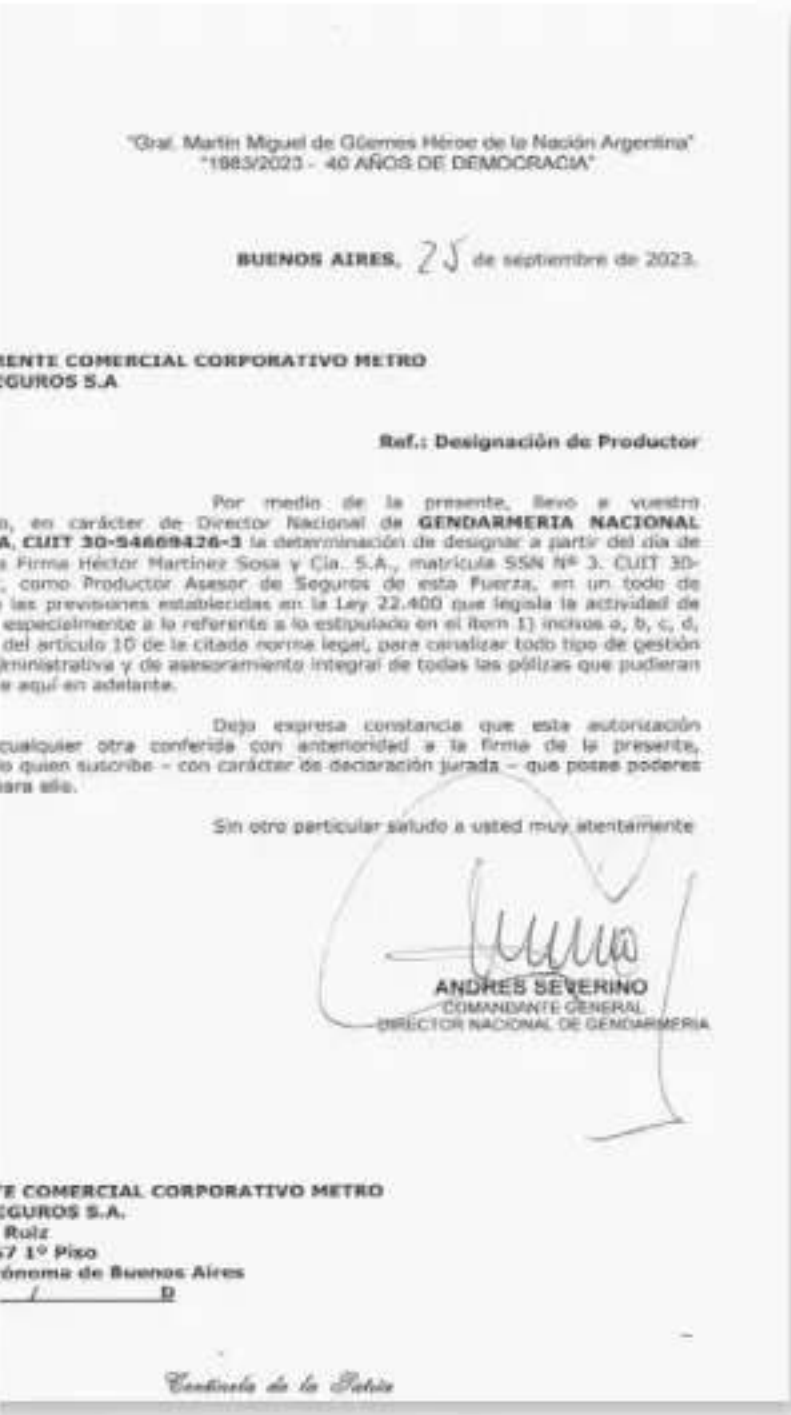 "Gral. Martín Miguel de Güemes Héroe de la Nación Argentina"
"1983/2023 - 40 AÑOS DE DEMOCRACIA"
BUENOS AIRES, 25 de septiembre de 2023.
RENTE COMERCIAL CORPORATIVO METRO
EGUROS S.A
Ref.: Designación de Productor
Por medio de la presente, llevo a vuestro
o, en carácter de Director Nacional de GENDARMERIA NACIONAL
A, CUIT 30-54669426-3 la determinación de designar a partir del día de
a Firma Héctor Martínez Sosa y Cía. S.A., matrícula SSN Nº 3. CUIT 30-
, como Productor Asesor de Seguros de esta Fuerza, en un todo de
las previsiones establecidas en la Ley 22.400 que legisla la actividad de
especialmente a lo referente a lo estipulado en el ítem 1) incisos a, b, c, d,
del artículo 10 de la citada norma legal, para canalizar todo tipo de gestión
ministrativa y de asesoramiento integral de todas las pólizas que pudieran
e aquí en adelante.
Dejo expresa constancia que esta autorización
cualquier otra conferida con anterioridad a la firma de la presente,
o quien suscribe – con carácter de declaración jurada – que posee poderes
para ello.
Sin otro particular saludo a usted muy atentamente
ANDRES SEVERINO
COMANDANTE GENERAL
DIRECTOR NACIONAL DE GENDARMERIA
TE COMERCIAL CORPORATIVO METRO
EGUROS S.A.
Ruiz
57 1º Piso
ónoma de Buenos Aires
/ D
Centinela de la Patria